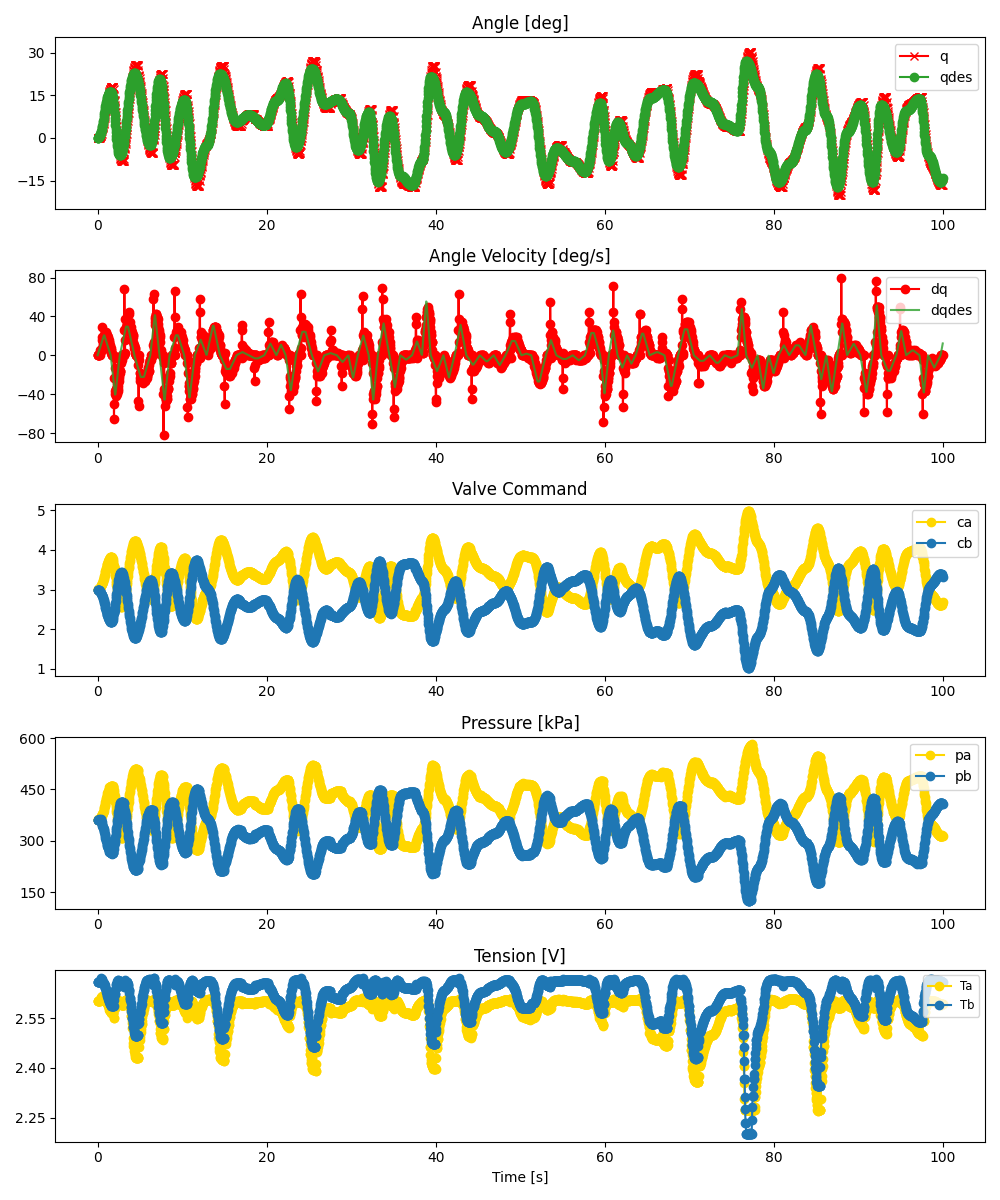 Angle [deg]
30
15
0
−15
q
qdes
0 20 40 60 80 100
Angle Velocity [deg/s]
80
40
0
−40
−80
dq
dqdes
0 20 40 60 80 100
Valve Command
5
4
3
2
1
ca
cb
0 20 40 60 80 100
Pressure [kPa]
600
450
300
150
pa
pb
0 20 40 60 80 100
Tension [V]
2.55
2.40
2.25
Ta
Tb
0 20 40 60 80 100
Time [s]